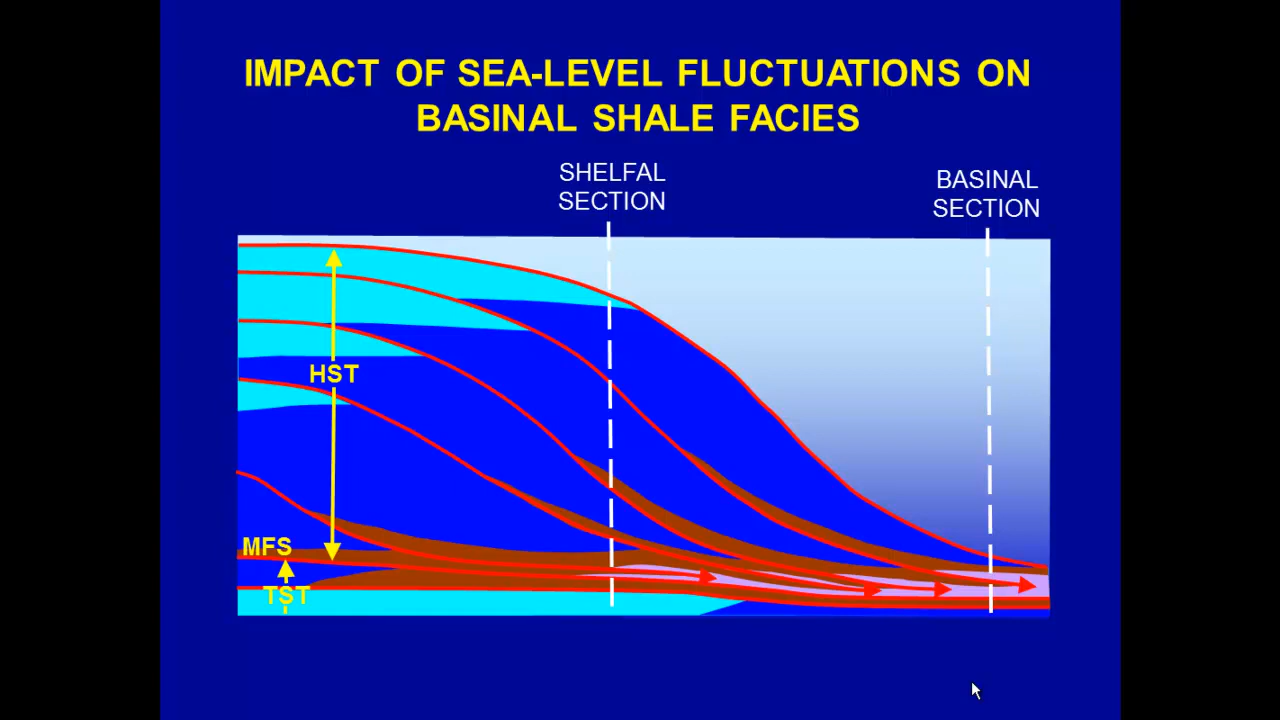 IMPACT OF SEA-LEVEL FLUCTUATIONS ON
BASINAL SHALE FACIES
SHELFAL
SECTION
BASINAL
SECTION
HST
MFS
TST